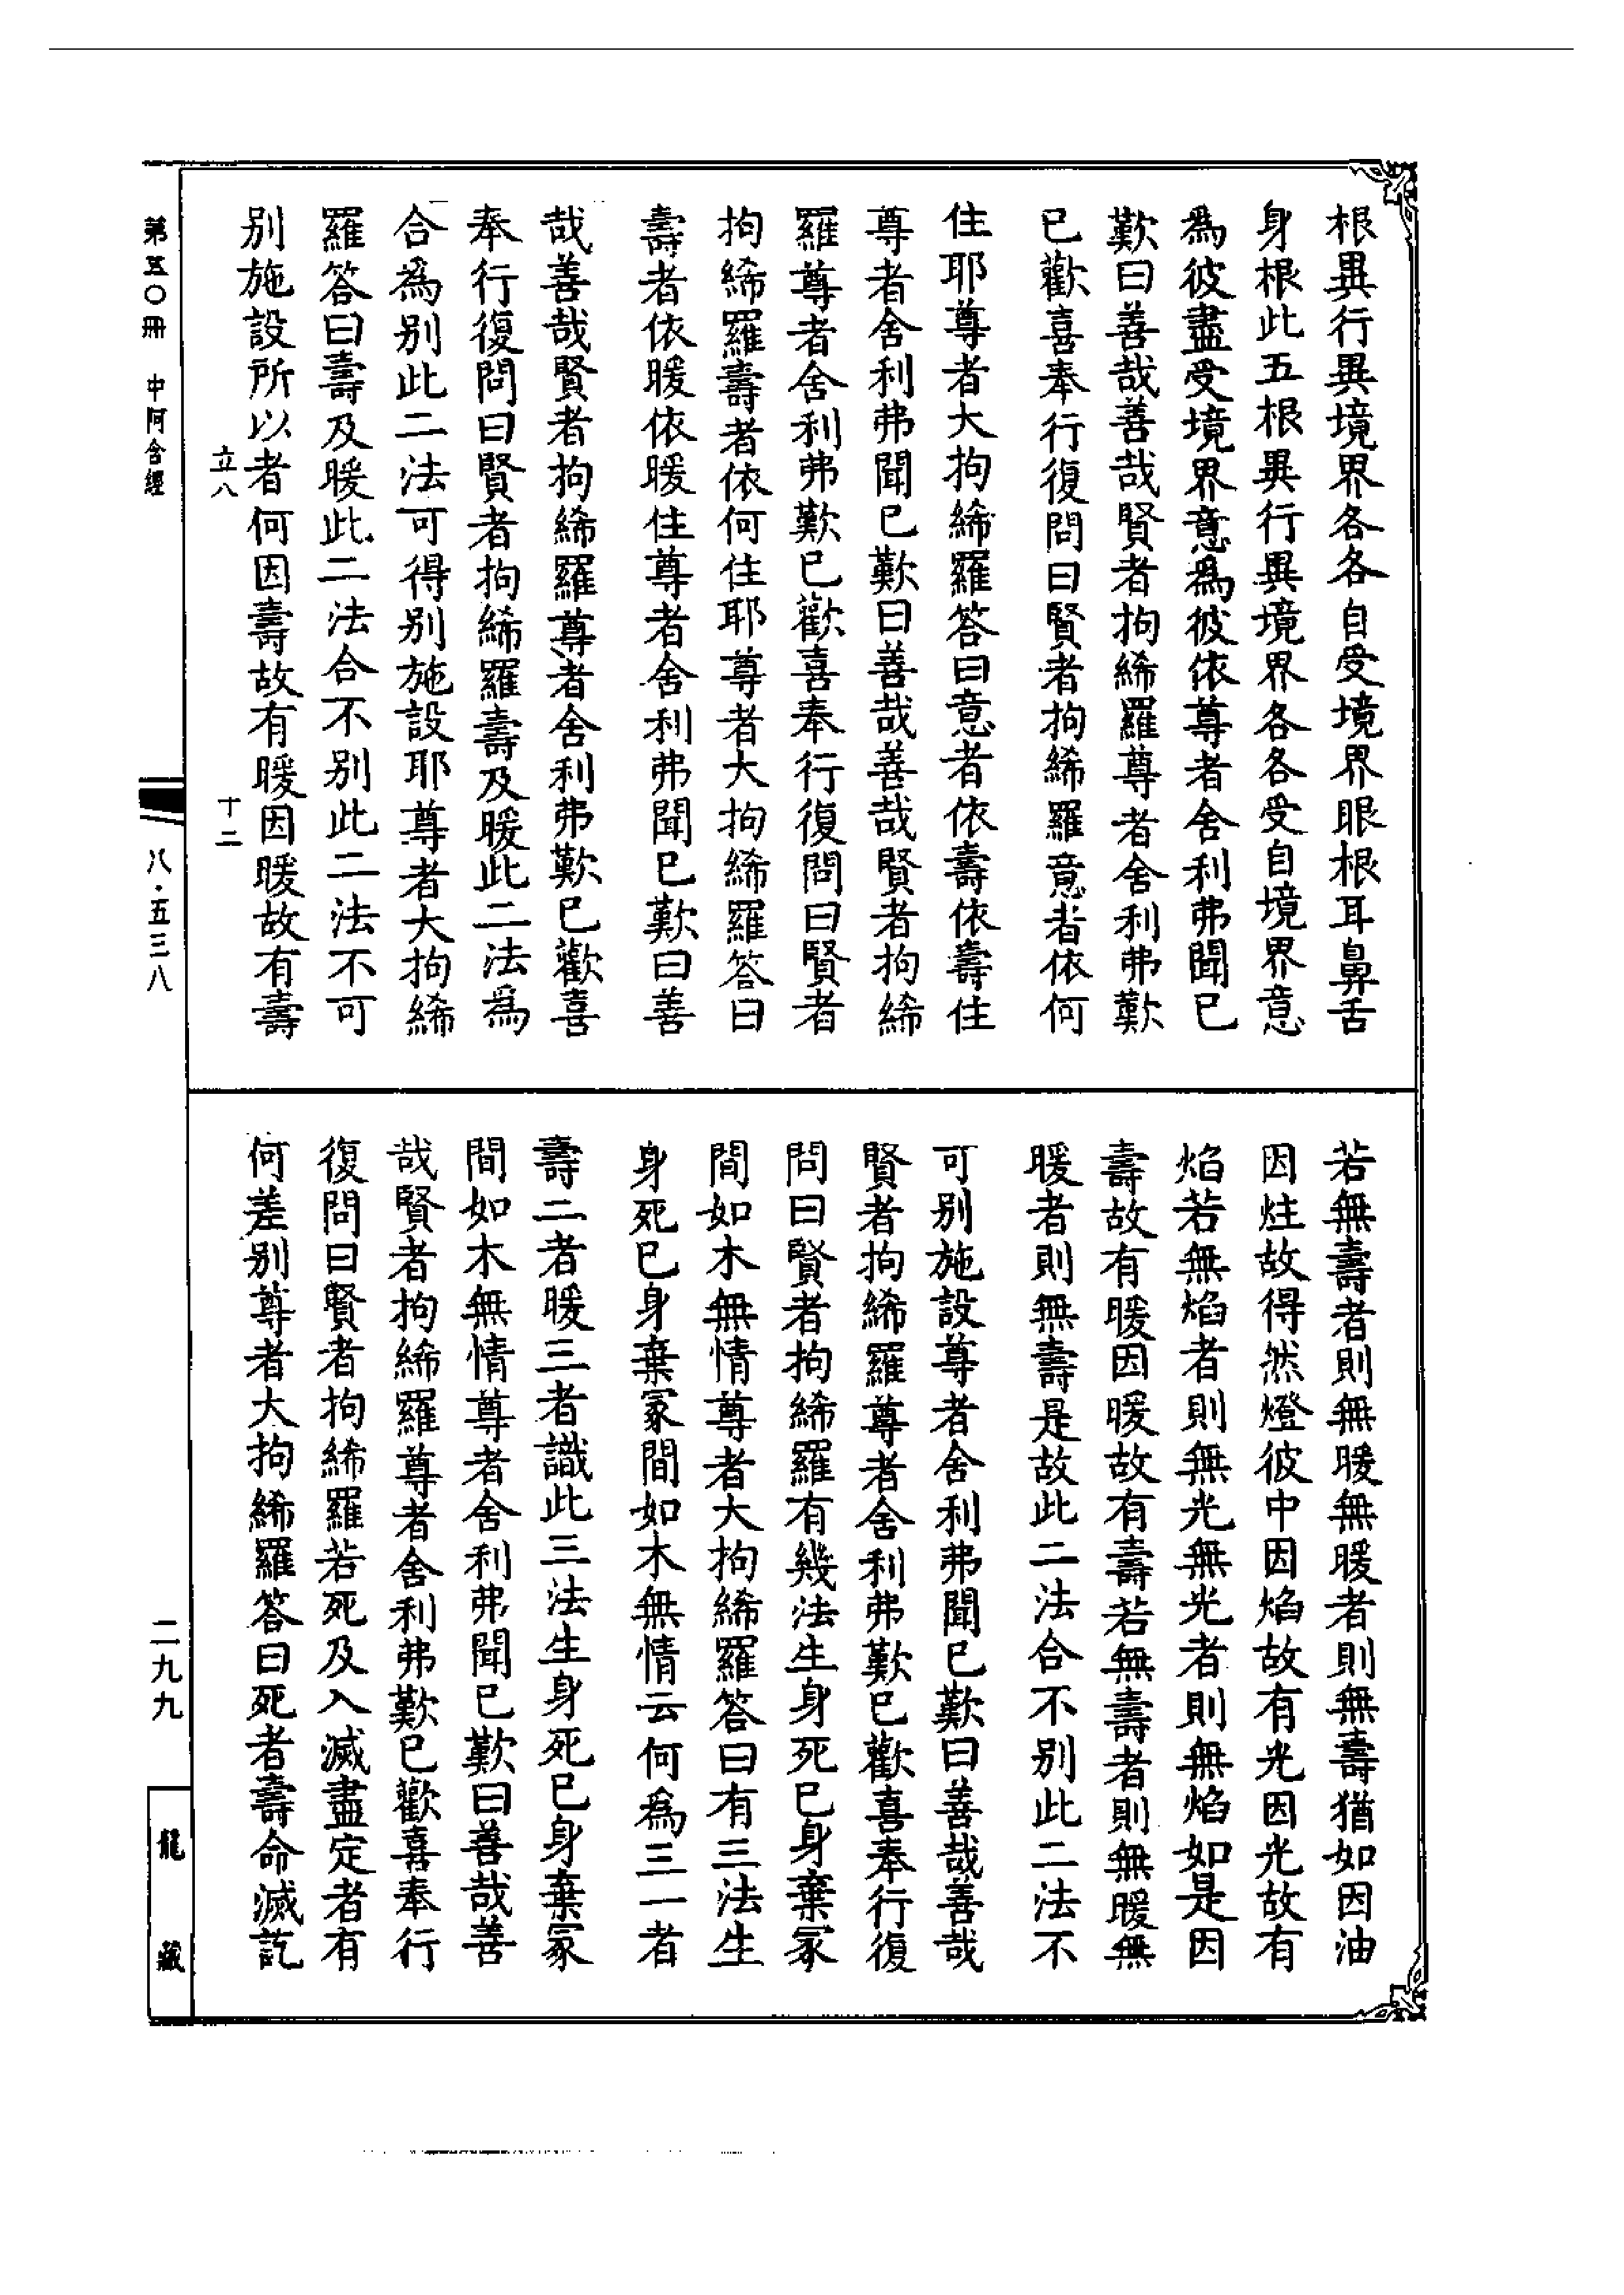 根異行異境界各各自受境界眼根耳鼻舌
身根此五根異行異境界各各受自境界意
為彼盡受境界意為彼依尊者舍利弗聞已
歎曰善哉善哉賢者拘絺羅尊者舍利弗歎
已歡喜奉行復問曰賢者拘絺羅意者依何
住耶尊者大拘絺羅答曰意者依壽依壽住
尊者舍利弗聞已歎曰善哉善哉賢者拘絺
羅尊者舍利弗歎已歡喜奉行復問曰賢者
拘絺羅壽者依何住耶尊者大拘絺羅答曰
壽者依暖依暖住尊者舍利弗聞已歎曰善
哉善哉賢者拘絺羅尊者舍利弗歎已歡喜
奉行復問曰賢者拘絺羅壽及暖此二法為
合為別此二法可得別施設耶尊者大拘絺
羅答曰壽及暖此二法合不別此二法不可
別施設所以者何因壽故有暖因暖故有壽
立八 十二
若無壽者則無暖無暖者則無壽猶如因油
因炷故得然燈彼中因焰故有光因光故有
焰若無焰者則無光無光者則無焰如是因
壽故有暖因暖故有壽若無壽者則無暖無
暖者則無壽是故此二法合不別此二法不
可別施設尊者舍利弗聞已歎曰善哉善哉
賢者拘絺羅尊者舍利弗歎已歡喜奉行復
問曰賢者拘絺羅有幾法生身死已身棄冢
間如木無情尊者大拘絺羅答曰有三法生
身死已身棄冢間如木無情云何為三一者
壽二者暖三者識此三法生身死已身棄冢
間如木無情尊者舍利弗聞已歎曰善哉善
哉賢者拘絺羅尊者舍利弗歎已歡喜奉行
復問曰賢者拘絺羅若死及入滅盡定者有
何差別尊者大拘絺羅答曰死者壽命滅訖
第五〇冊 中阿含經
八·五三八
二九九
龍藏